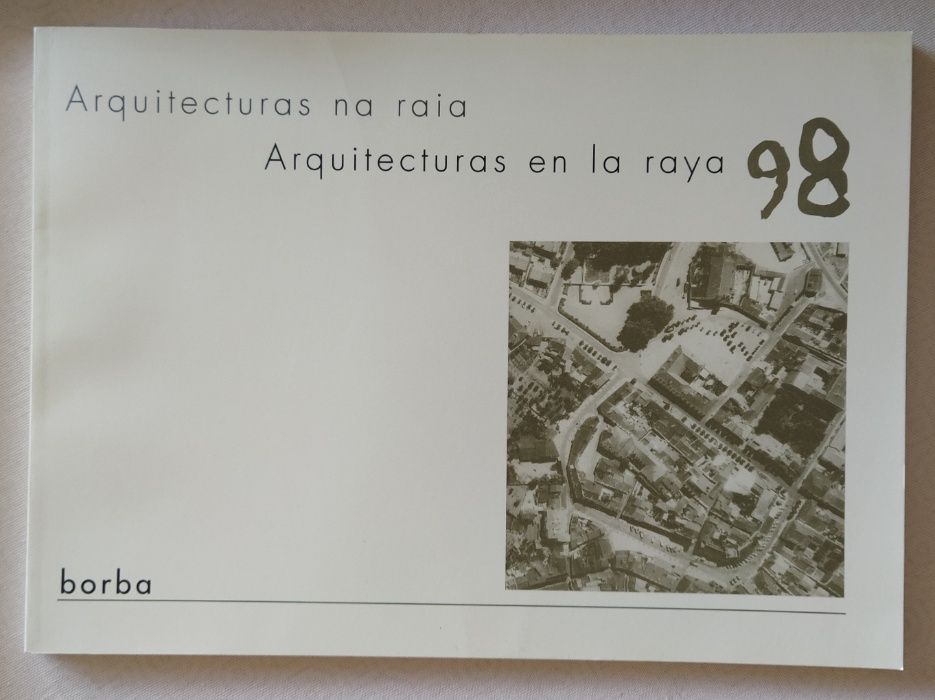 Arquitecturas na raia
Arquitecturas en la raya 98
borba